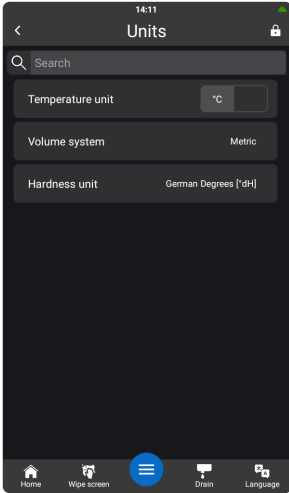 14:11
Units
Search
Temperature unit °C
Volume system Metric
Hardness unit German Degrees [°dH]
Home Wipe screen Drain Language